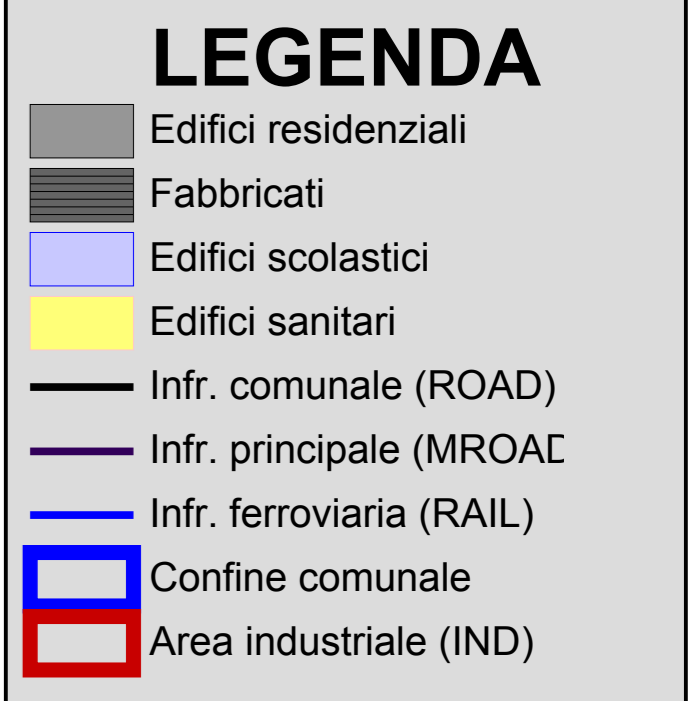 LEGENDA
Edifici residenziali
Fabbricati
Edifici scolastici
Edifici sanitari
Infr. comunale (ROAD)
Infr. principale (MROAD
Infr. ferroviaria (RAIL)
Confine comunale
Area industriale (IND)